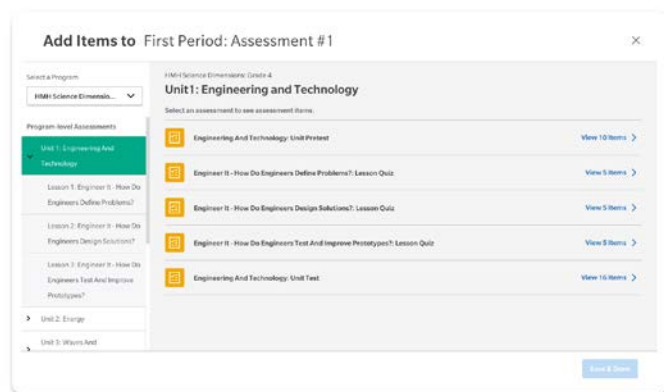 Add Items to First Period: Assessment #1
Select a Program
HMH Science Dimensio...
Program-level Assessments
Unit 1: Engineering And
Technology
Lesson 1: Engineer It - How Do
Engineers Define Problems?
Lesson 2: Engineer It - How Do
Engineers Design Solutions?
Lesson 3: Engineer It - How Do
Engineers Test And Improve
Prototypes?
Unit 2: Energy
Unit 3: Waves And
HMH Science Dimensions: Grade 4
Unit1: Engineering and Technology
Select an assessment to see assessment items.
Engineering And Technology: Unit Pretest
View 10 Items
Engineer It - How Do Engineers Define Problems?: Lesson Quiz
View 5 Items
Engineer It - How Do Engineers Design Solutions?: Lesson Quiz
View 5 Items
Engineer It - How Do Engineers Test And Improve Prototypes?: Lesson Quiz
View 5 Items
Engineering And Technology: Unit Test
View 16 Items
Save & Done